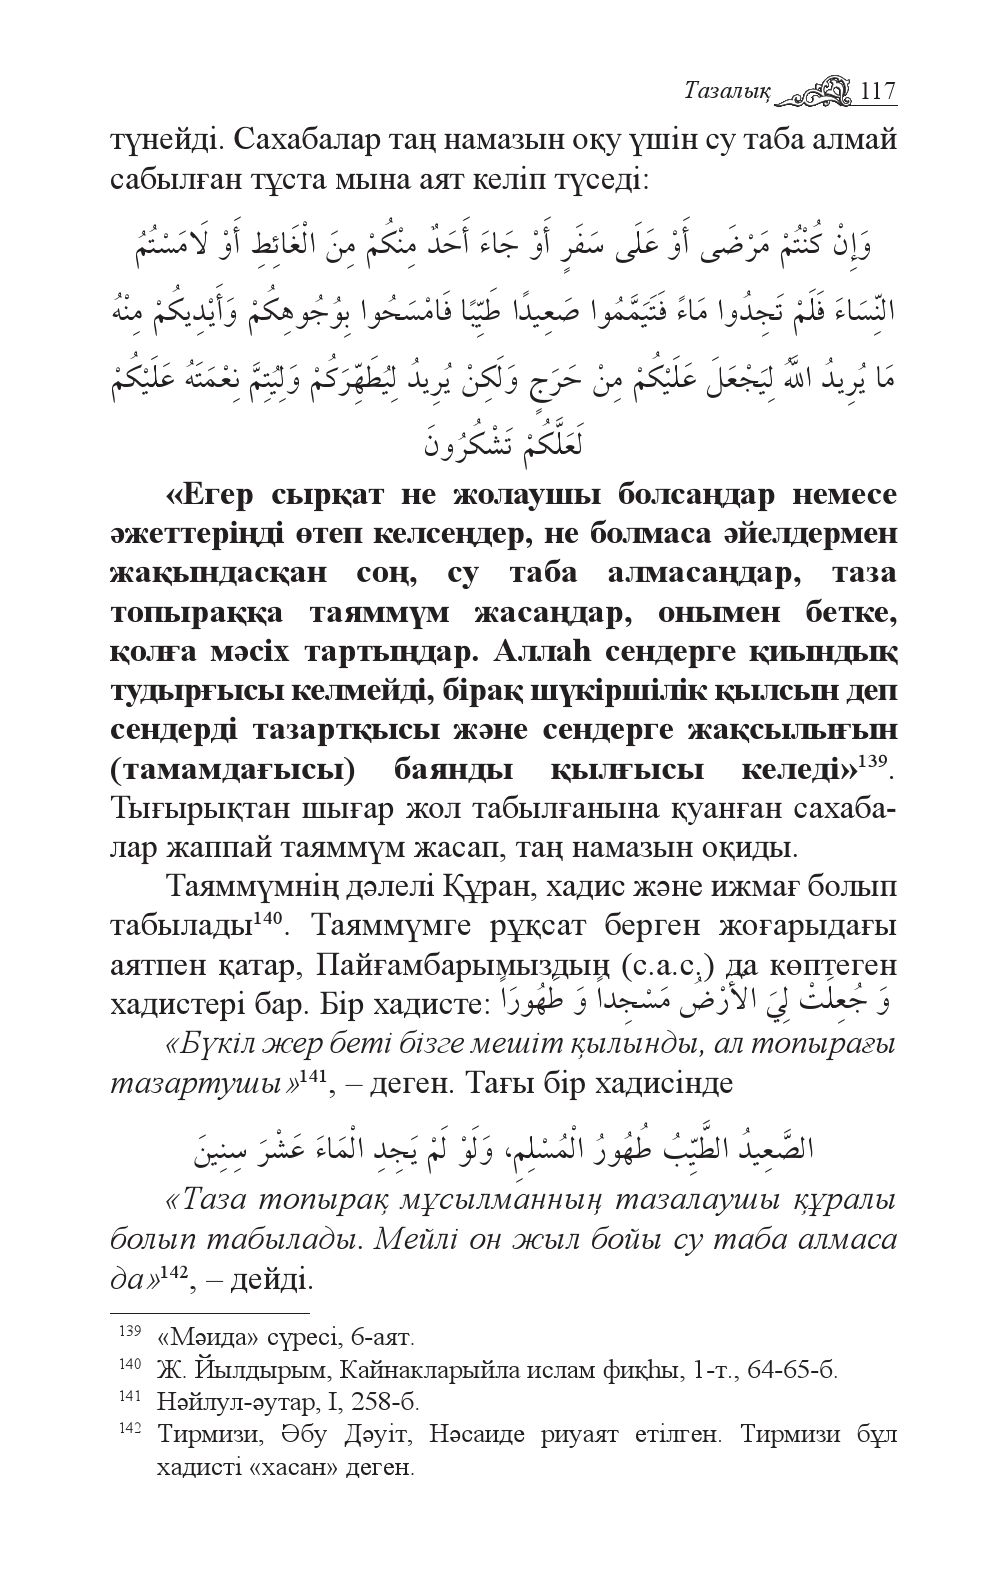 Тазалық 117
түнейді. Сахабалар таң намазын оқу үшін су таба алмай
сабылған тұста мына аят келіп түседі:
وَإِنْ كُنْتُمْ مَرْضَى أَوْ عَلَى سَفَرٍ أَوْ جَاءَ أَحَدٌ مِنْكُمْ مِنَ الْغَائِطِ أَوْ لَامَسْتُمُ
النِّسَاءَ فَلَمْ تَجِدُوا مَاءً فَتَيَمَّمُوا صَعِيدًا طَيِّبًا فَامْسَحُوا بِوُجُوهِكُمْ وَأَيْدِيكُمْ مِنْهُ
مَا يُرِيدُ اللَّهُ لِيَجْعَلَ عَلَيْكُمْ مِنْ حَرَجٍ وَلَكِنْ يُرِيدُ لِيُطَهِّرَكُمْ وَلِيُتِمَّ نِعْمَتَهُ عَلَيْكُمْ
لَعَلَّكُمْ تَشْكُرُونَ
«Егер сырқат не жолаушы болсаңдар немесе
әжеттеріңді өтеп келсеңдер, не болмаса әйелдермен
жақындасқан соң, су таба алмасаңдар, таза
топыраққа таяммүм жасаңдар, онымен бетке,
қолға мәсіх тартыңдар. Аллаһ сендерге қиындық
тудырғысы келмейді, бірақ шүкіршілік қылсын деп
сендерді тазартқысы және сендерге жақсылығын
(тамамдағысы) баянды қылғысы келеді»139.
Тығырықтан шығар жол табылғанына қуанған сахаба-
лар жаппай таяммүм жасап, таң намазын оқиды.
Таяммүмнің дәлелі Құран, хадис және ижмағ болып
табылады140. Таяммүмге рұқсат берген жоғарыдағы
аятпен қатар, Пайғамбарымыздың (с.а.с.) да көптеген
хадистері бар. Бір хадисте: وَ جُعِلَتْ لِيَ الْأَرْضُ مَسْجِداً وَ طَهُورَاً
«Бүкіл жер беті бізге мешіт қылынды, ал топырағы
тазартушы»141, – деген. Тағы бір хадисінде
الصَّعِيدُ الطَّيِّبُ طُهُورُ الْمُسْلِمِ، وَلَوْ لَمْ يَجِدِ الْمَاءَ عَشْرَ سِنِينَ
«Таза топырақ мұсылманның тазалаушы құралы
болып табылады. Мейлі он жыл бойы су таба алмаса
да»142, – дейді.
139 «Мәида» сүресі, 6-аят.
140 Ж. Йылдырым, Кайнакларыйла ислам фиқһы, 1-т., 64-65-б.
141 Нәйлул-әутар, I, 258-б.
142 Тирмизи, Әбу Дәуіт, Нәсаиде риуаят етілген. Тирмизи бұл
хадисті «хасан» деген.